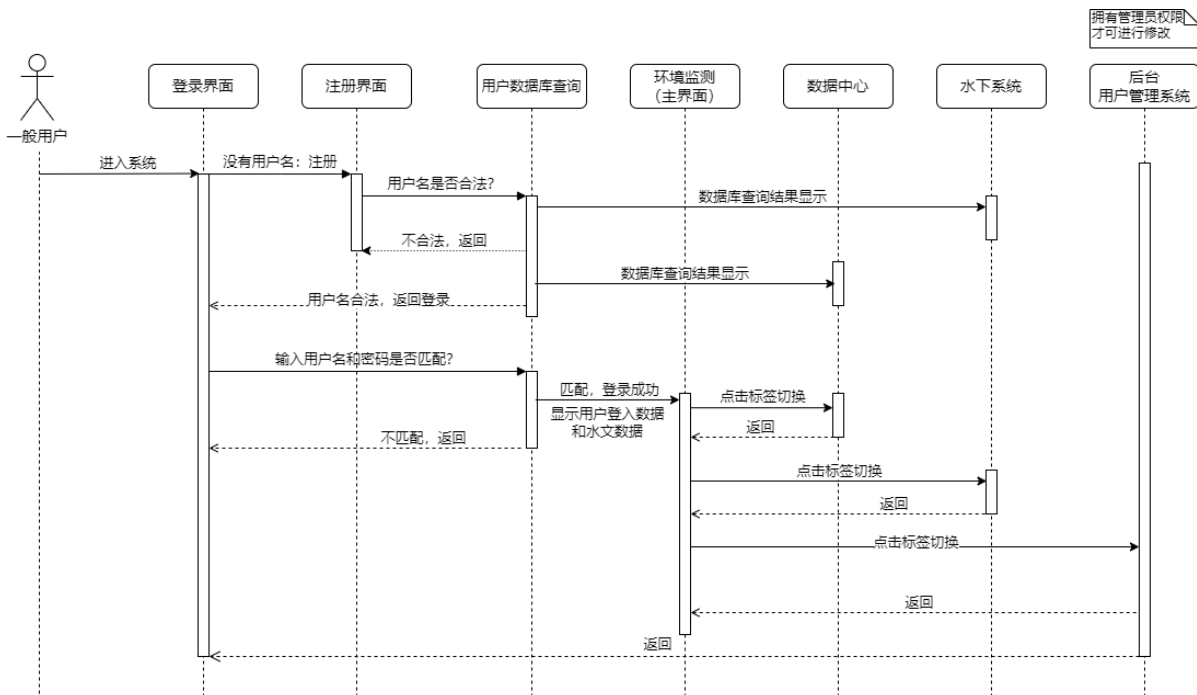 拥有管理员权限
才可进行修改
一般用户
登录界面
注册界面
用户数据库查询
环境监测
（主界面）
数据中心
水下系统
后台
用户管理系统
进入系统
没有用户名：注册
用户名是否合法？
数据库查询结果显示
不合法，返回
数据库查询结果显示
用户名合法，返回登录
输入用户名和密码是否匹配？
匹配，登录成功
显示用户登入数据
和水文数据
点击标签切换
返回
不匹配，返回
点击标签切换
返回
点击标签切换
返回
返回